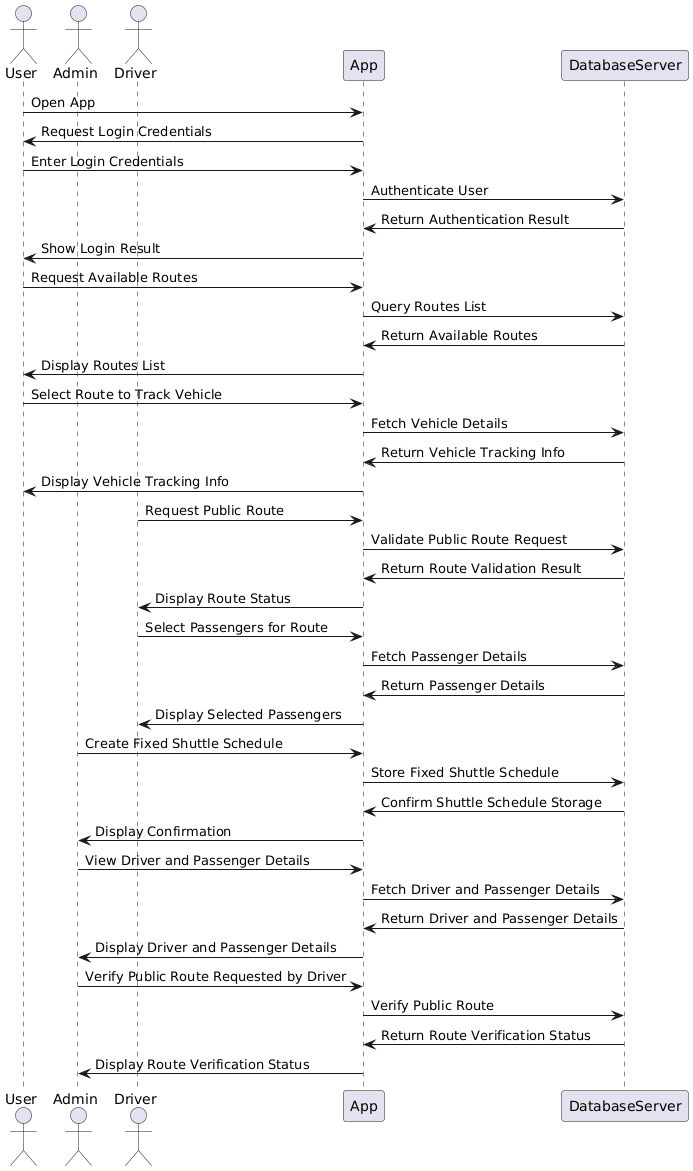 User
Admin
Driver
App
DatabaseServer
Open App
Request Login Credentials
Enter Login Credentials
Authenticate User
Return Authentication Result
Show Login Result
Request Available Routes
Query Routes List
Return Available Routes
Display Routes List
Select Route to Track Vehicle
Fetch Vehicle Details
Return Vehicle Tracking Info
Display Vehicle Tracking Info
Request Public Route
Validate Public Route Request
Return Route Validation Result
Display Route Status
Select Passengers for Route
Fetch Passenger Details
Return Passenger Details
Display Selected Passengers
Create Fixed Shuttle Schedule
Store Fixed Shuttle Schedule
Confirm Shuttle Schedule Storage
Display Confirmation
View Driver and Passenger Details
Fetch Driver and Passenger Details
Return Driver and Passenger Details
Display Driver and Passenger Details
Verify Public Route Requested by Driver
Verify Public Route
Return Route Verification Status
Display Route Verification Status
User
Admin
Driver
App
DatabaseServer